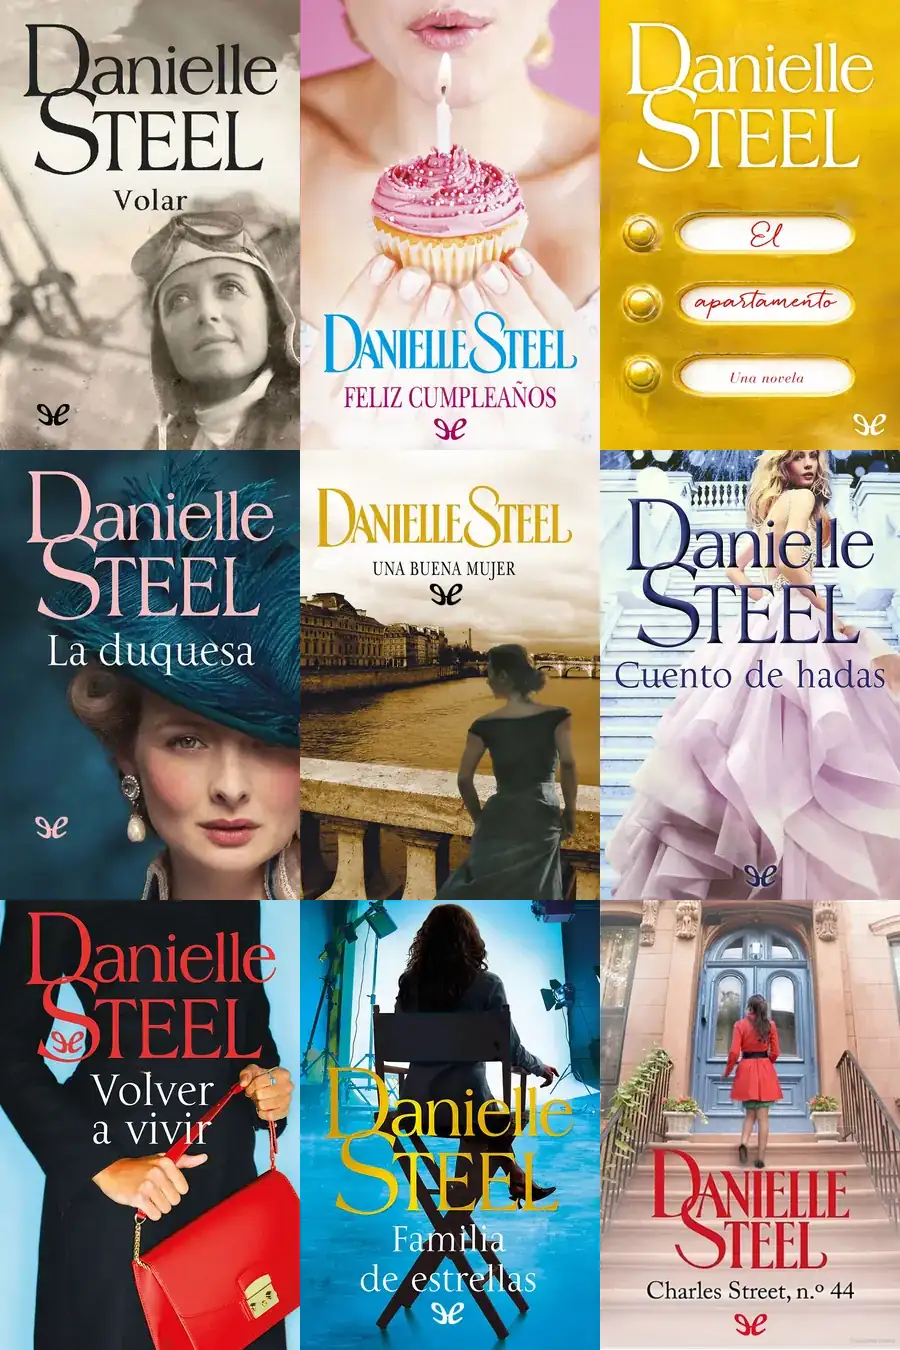 Danielle
STEEL
Volar
DANIELLE STEEL
FELIZ CUMPLEAÑOS
Danielle
STEEL
El
apartamento
Una novela
Danielle
STEEL
La duquesa
DANIELLE STEEL
UNA BUENA MUJER
Danielle
STEEL
Cuento de hadas
Danielle
STEEL
Volver
a vivir
Danielle
STEEL
Familia
de estrellas
DANIELLE
STEEL
Charles Street, n.º 44